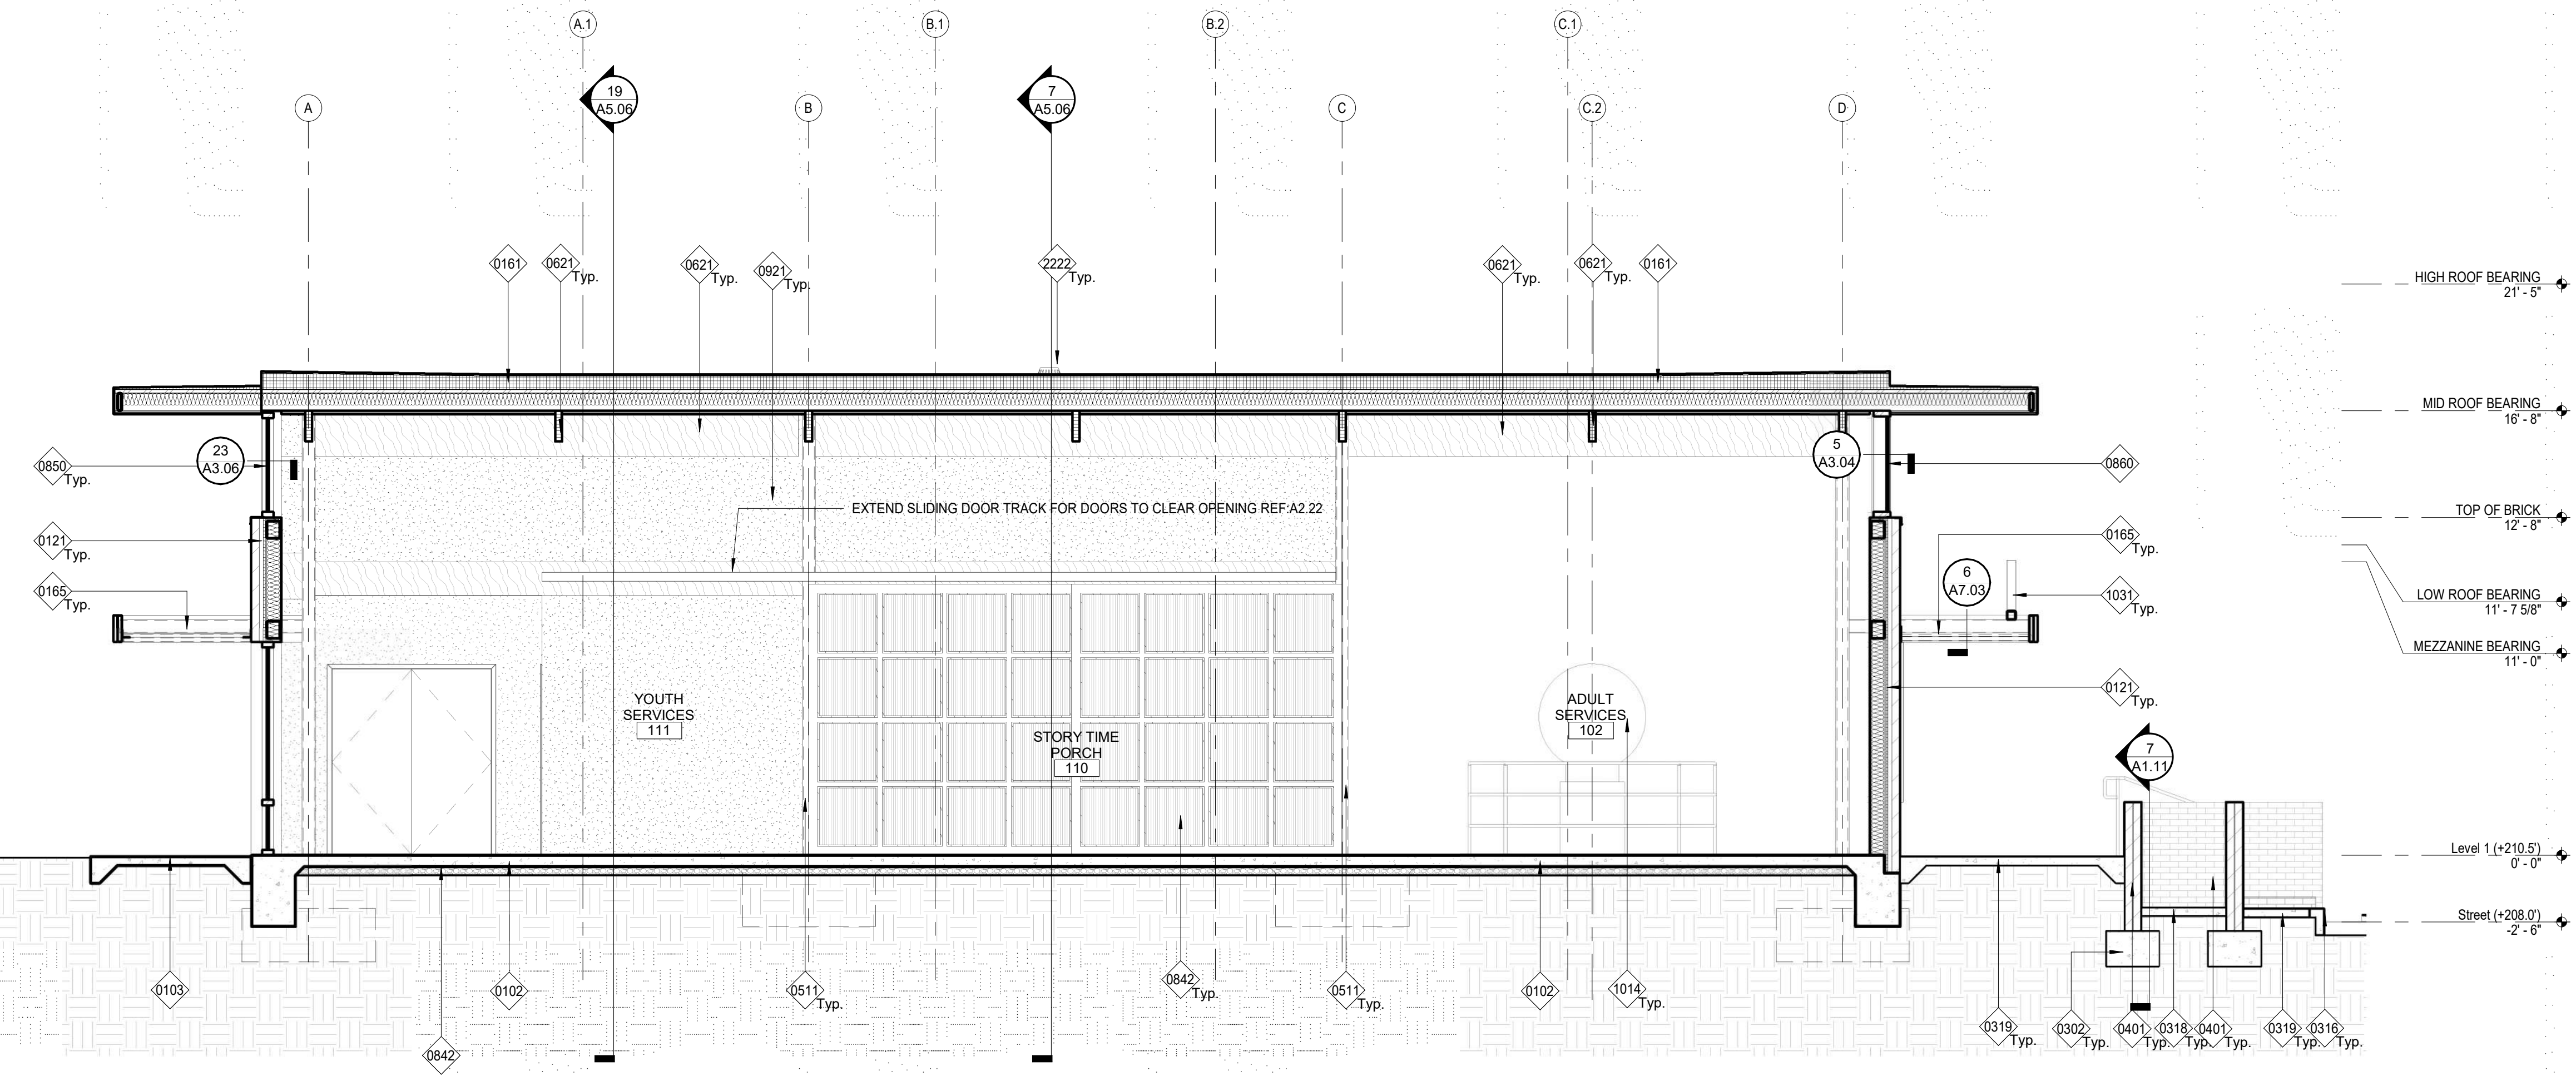 A.1
B.1
B.2
C.1
19
A5.06
7
A5.06
A
B
C
C.2
D
0161
0621
Typ.
0621
Typ.
0921
Typ.
2222
Typ.
0621
Typ.
0621
Typ.
0161
HIGH ROOF BEARING
21' - 5"
MID ROOF BEARING
16' - 8"
0850
Typ.
23
A3.06
5
A3.04
0860
EXTEND SLIDING DOOR TRACK FOR DOORS TO CLEAR OPENING REF:A2.22
TOP OF BRICK
12' - 8"
0121
Typ.
0165
Typ.
0165
Typ.
6
A7.03
1031
Typ.
LOW ROOF BEARING
11' - 7 5/8"
MEZZANINE BEARING
11' - 0"
0121
Typ.
YOUTH
SERVICES
111
STORY TIME
PORCH
110
ADULT
SERVICES
102
7
A1.11
Level 1 (+210.5')
0' - 0"
Street (+208.0')
-2' - 6"
0103
0102
0511
Typ.
0842
Typ.
0511
Typ.
0102
1014
Typ.
0842
0319
Typ.
0302
Typ.
0401
Typ.
0318
Typ.
0401
Typ.
0319
Typ.
0316
Typ.